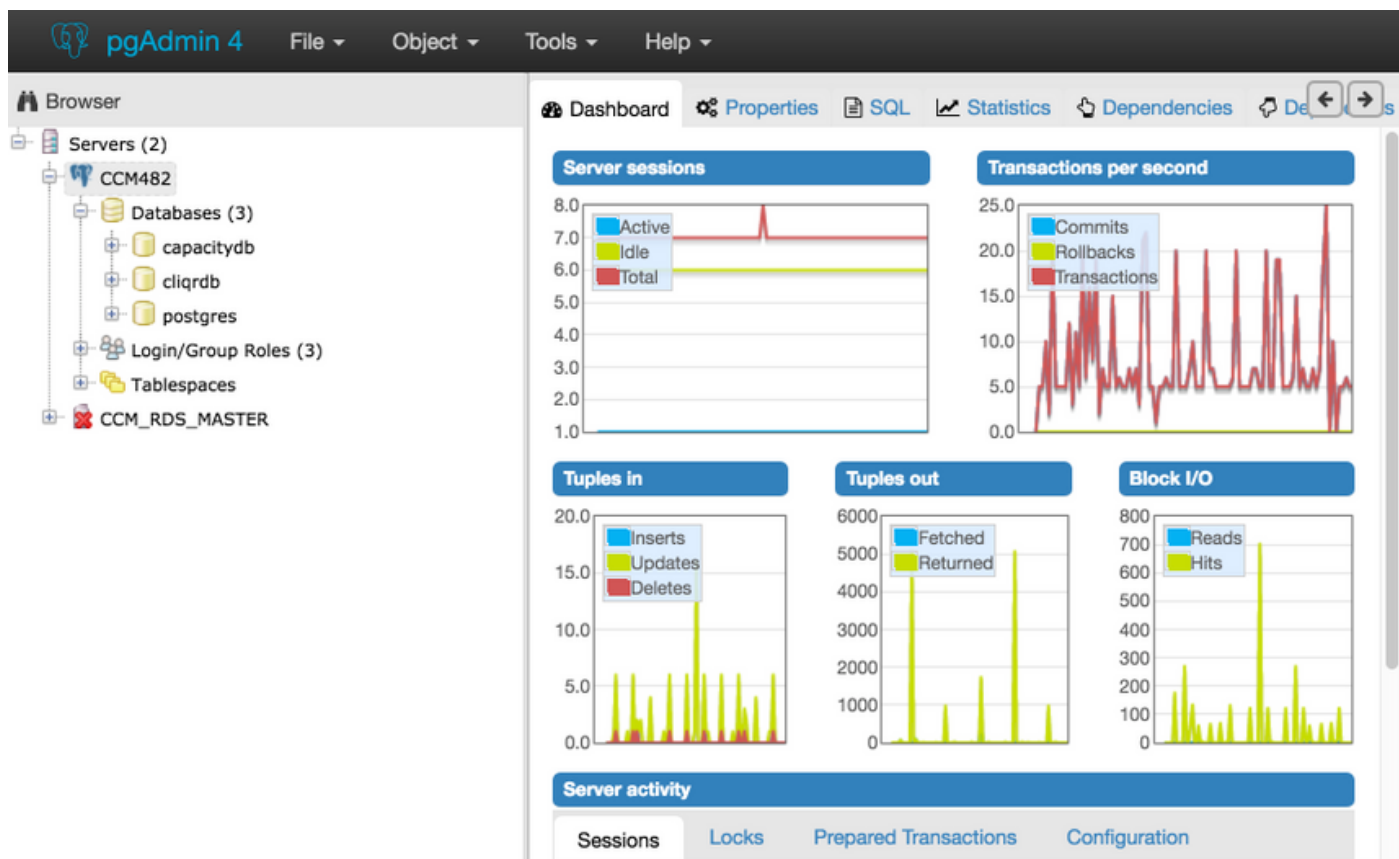 pgAdmin 4 File Object Tools Help
Browser
Servers (2)
CCM482
Databases (3)
capacitydb
cliqrdb
postgres
Login/Group Roles (3)
Tablespaces
CCM_RDS_MASTER
Dashboard Properties SQL Statistics Dependencies De s
Server sessions
8.0
7.0
6.0
5.0
4.0
3.0
2.0
1.0
Active
Idle
Total
Transactions per second
25.0
20.0
15.0
10.0
5.0
0.0
Commits
Rollbacks
Transactions
Tuples in
20.0
15.0
10.0
5.0
0.0
Inserts
Updates
Deletes
Tuples out
6000
5000
4000
3000
2000
1000
0
Fetched
Returned
Block I/O
800
700
600
500
400
300
200
100
0
Reads
Hits
Server activity
Sessions Locks Prepared Transactions Configuration